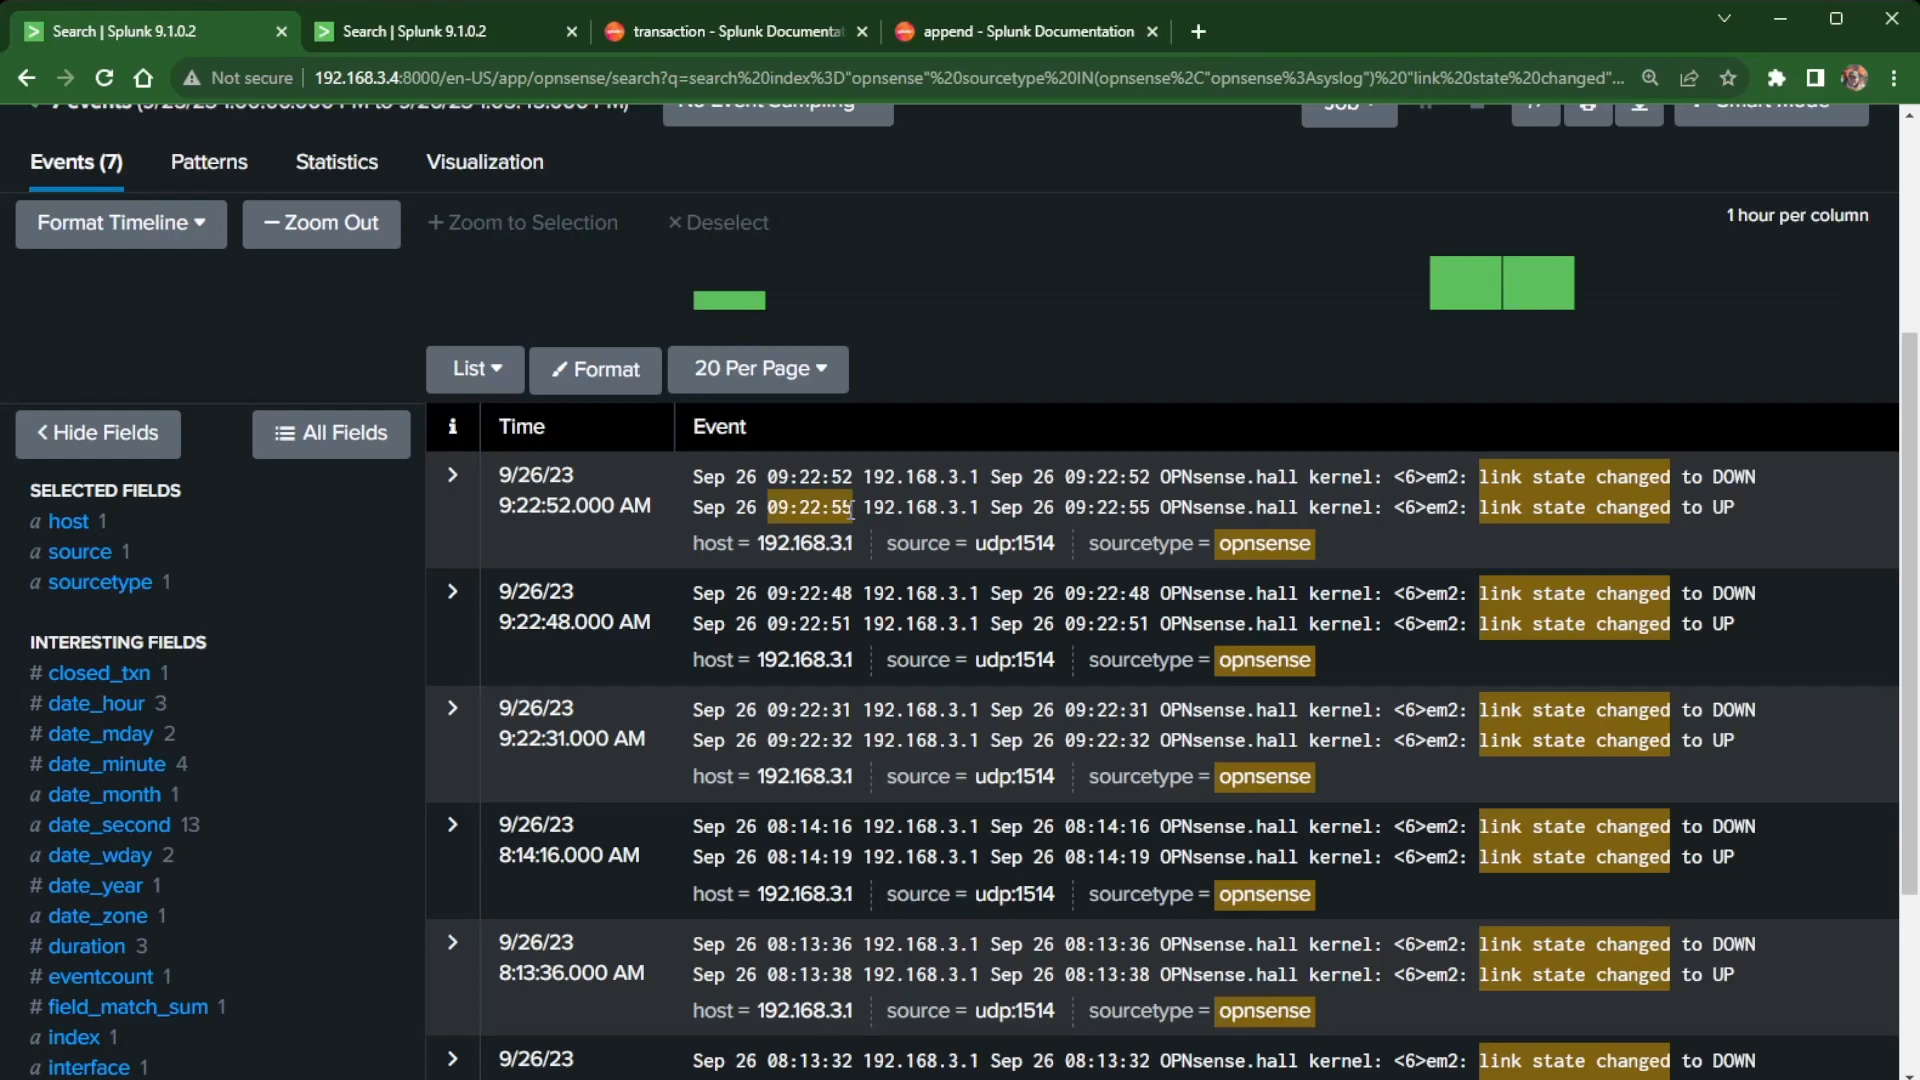 Search | Splunk 9.1.0.2
Search | Splunk 9.1.0.2
transaction - Splunk Documentat
append - Splunk Documentation
Not secure
192.168.3.4:8000/en-US/app/opnsense/search?q=search%20index%3D"opnsense"%20sourcetype%20IN(opnsense%2C"opnsense%3Asyslog")%20"link%20state%20changed"...
No Event Sampling
Job
Smart Mode
Events (7)
Patterns
Statistics
Visualization
Format Timeline
Zoom Out
+ Zoom to Selection
× Deselect
1 hour per column
List
Format
20 Per Page
< Hide Fields
All Fields
i
Time
Event
SELECTED FIELDS
a host 1
a source 1
a sourcetype 1
INTERESTING FIELDS
# closed_txn 1
# date_hour 3
# date_mday 2
# date_minute 4
a date_month 1
a date_second 13
a date_wday 2
# date_year 1
a date_zone 1
# duration 3
# eventcount 1
# field_match_sum 1
a index 1
a interface 1
9/26/23
9:22:52.000 AM
Sep 26 09:22:52 192.168.3.1 Sep 26 09:22:52 OPNsense.hall kernel: <6>em2: link state changed to DOWN
Sep 26 09:22:55 192.168.3.1 Sep 26 09:22:55 OPNsense.hall kernel: <6>em2: link state changed to UP
host = 192.168.3.1 source = udp:1514 sourcetype = opnsense
9/26/23
9:22:48.000 AM
Sep 26 09:22:48 192.168.3.1 Sep 26 09:22:48 OPNsense.hall kernel: <6>em2: link state changed to DOWN
Sep 26 09:22:51 192.168.3.1 Sep 26 09:22:51 OPNsense.hall kernel: <6>em2: link state changed to UP
host = 192.168.3.1 source = udp:1514 sourcetype = opnsense
9/26/23
9:22:31.000 AM
Sep 26 09:22:31 192.168.3.1 Sep 26 09:22:31 OPNsense.hall kernel: <6>em2: link state changed to DOWN
Sep 26 09:22:32 192.168.3.1 Sep 26 09:22:32 OPNsense.hall kernel: <6>em2: link state changed to UP
host = 192.168.3.1 source = udp:1514 sourcetype = opnsense
9/26/23
8:14:16.000 AM
Sep 26 08:14:16 192.168.3.1 Sep 26 08:14:16 OPNsense.hall kernel: <6>em2: link state changed to DOWN
Sep 26 08:14:19 192.168.3.1 Sep 26 08:14:19 OPNsense.hall kernel: <6>em2: link state changed to UP
host = 192.168.3.1 source = udp:1514 sourcetype = opnsense
9/26/23
8:13:36.000 AM
Sep 26 08:13:36 192.168.3.1 Sep 26 08:13:36 OPNsense.hall kernel: <6>em2: link state changed to DOWN
Sep 26 08:13:38 192.168.3.1 Sep 26 08:13:38 OPNsense.hall kernel: <6>em2: link state changed to UP
host = 192.168.3.1 source = udp:1514 sourcetype = opnsense
9/26/23
Sep 26 08:13:32 192.168.3.1 Sep 26 08:13:32 OPNsense.hall kernel: <6>em2: link state changed to DOWN